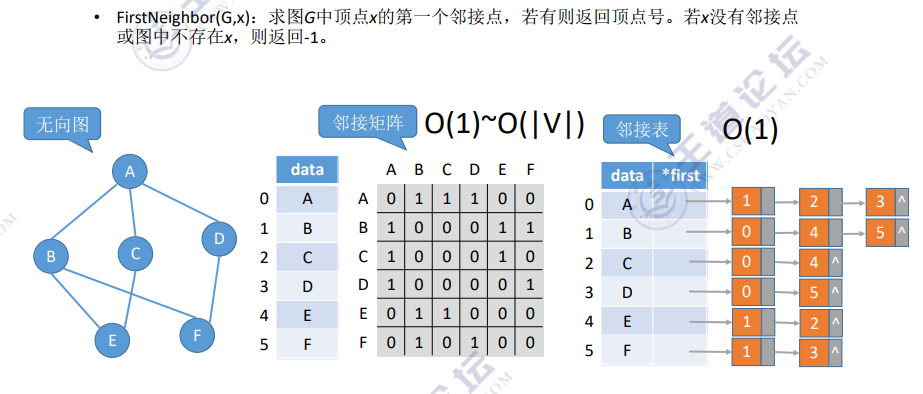 • FirstNeighbor(G,x)：求图G中顶点x的第一个邻接点，若有则返回顶点号。若x没有邻接点
或图中不存在x，则返回-1。
无向图
邻接矩阵 O(1)~O(|V|)
邻接表 O(1)
A
B
C
D
E
F
data
0 A
1 B
2 C
3 D
4 E
5 F
A B C D E F
A 0 1 1 1 0 0
B 1 0 0 0 1 1
C 1 0 0 0 1 0
D 1 0 0 0 0 1
E 0 1 1 0 0 0
F 0 1 0 1 0 0
data *first
0 A 1 2 3 ^
1 B 0 4 5 ^
2 C 0 4 ^
3 D 0 5 ^
4 E 1 2 ^
5 F 1 3 ^
王道论坛